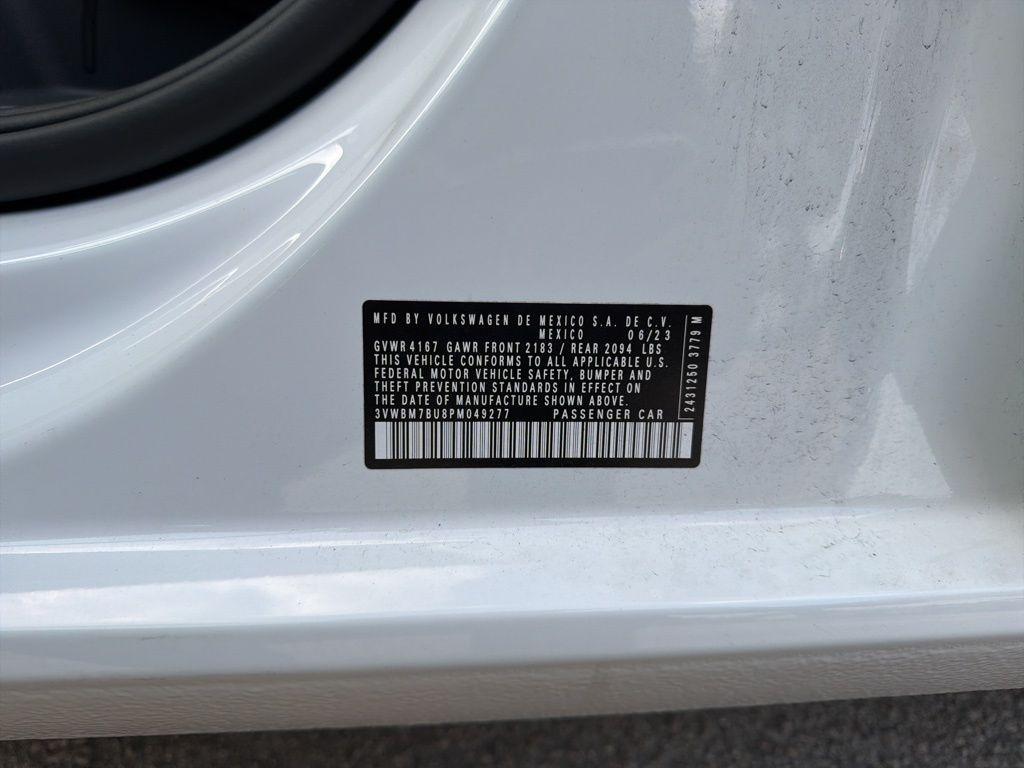 MFD BY VOLKSWAGEN DE MEXICO S.A. DE C.V.
MEXICO 06/23
GVWR 4167 GAWR FRONT 2183 / REAR 2094 LBS
THIS VEHICLE CONFORMS TO ALL APPLICABLE U.S.
FEDERAL MOTOR VEHICLE SAFETY, BUMPER AND
THEFT PREVENTION STANDARDS IN EFFECT ON
THE DATE OF MANUFACTURE SHOWN ABOVE.
3VWBM7BU8PM049277 PASSENGER CAR
2431250 3779 M